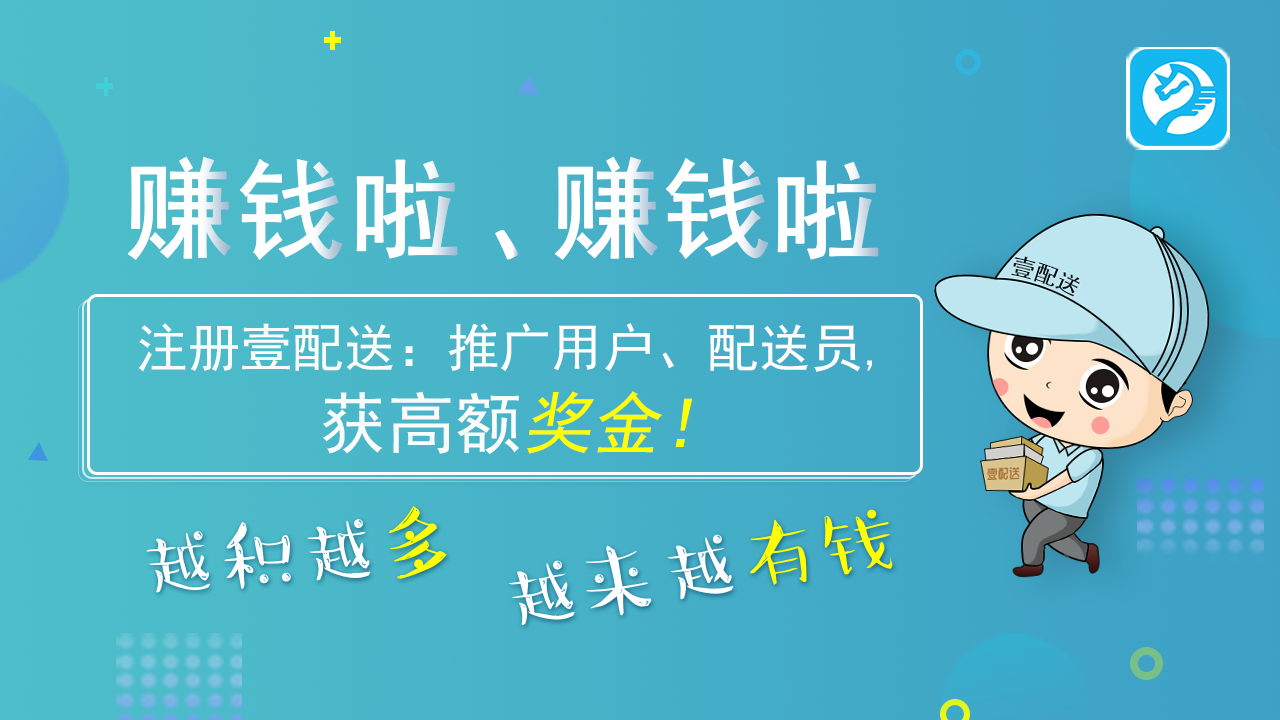 赚钱啦、赚钱啦
壹配送
注册壹配送：推广用户、配送员,
获高额奖金！
壹配送
越积越多
越来越有钱